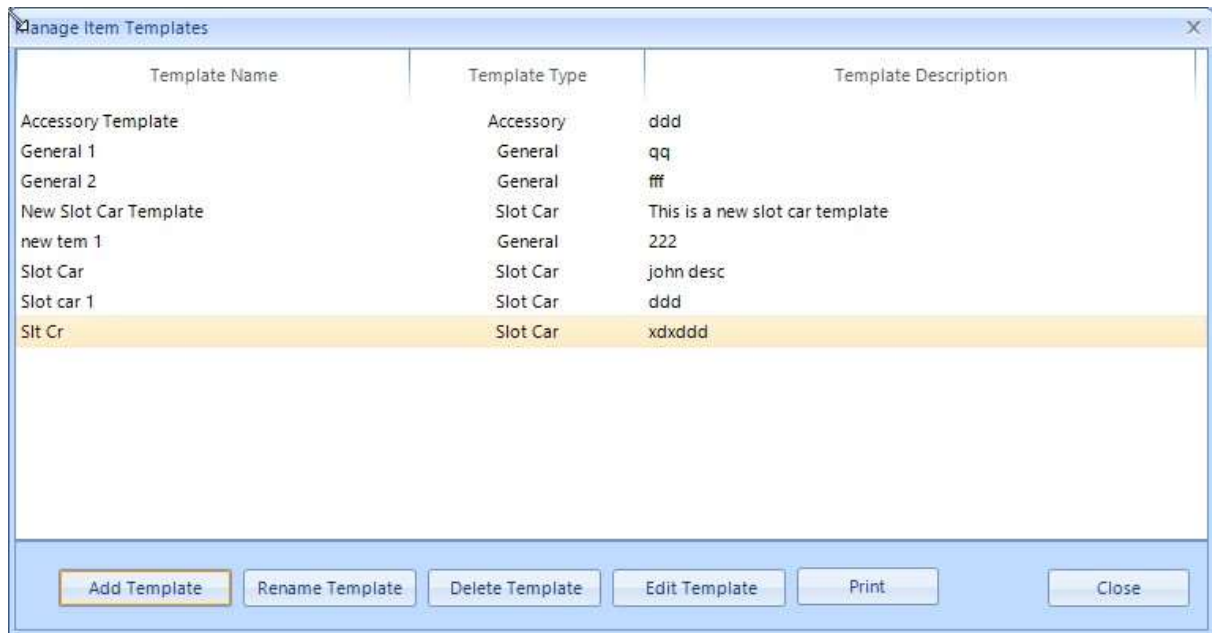 Manage Item Templates X
Template Name Template Type Template Description
Accessory Template Accessory ddd
General 1 General qq
General 2 General fff
New Slot Car Template Slot Car This is a new slot car template
new tem 1 General 222
Slot Car Slot Car john desc
Slot car 1 Slot Car ddd
Slt Cr Slot Car xdxddd
Add Template Rename Template Delete Template Edit Template Print Close